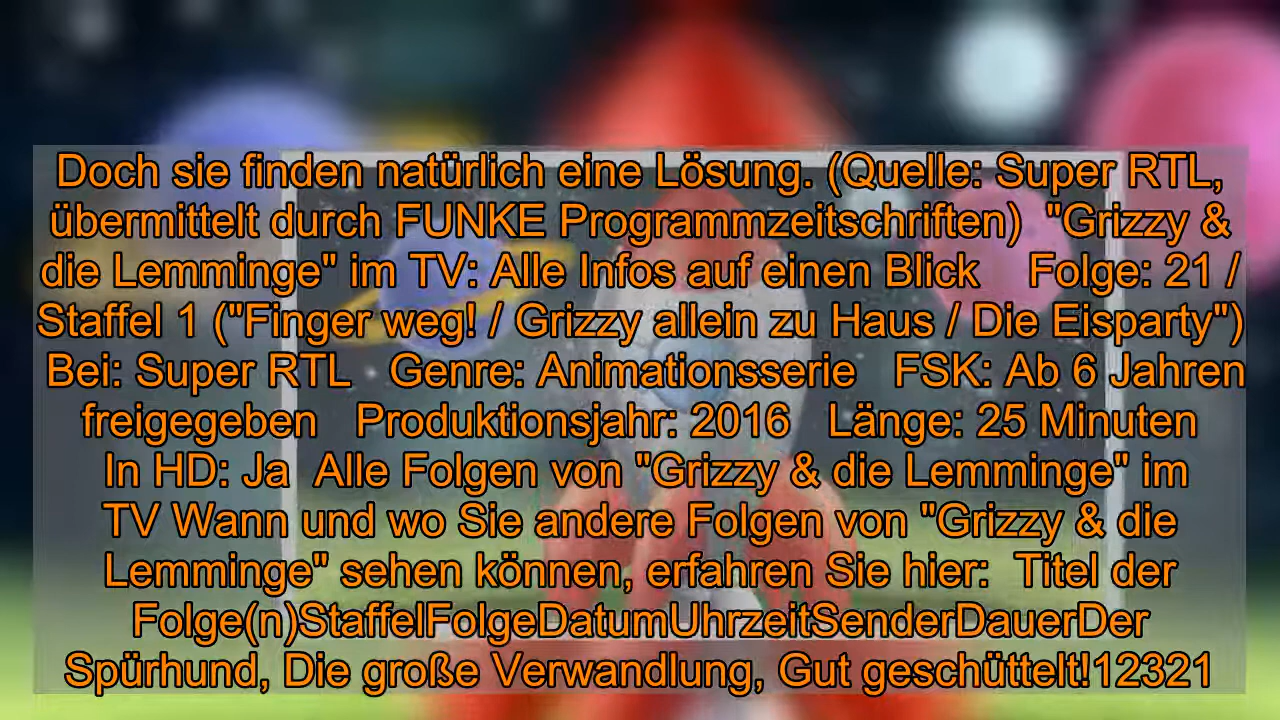 Doch sie finden natürlich eine Lösung. (Quelle: Super RTL,
übermittelt durch FUNKE Programmzeitschriften) "Grizzy &
die Lemminge" im TV: Alle Infos auf einen Blick Folge: 21 /
Staffel 1 ("Finger weg! / Grizzy allein zu Haus / Die Eisparty")
Bei: Super RTL Genre: Animationsserie FSK: Ab 6 Jahren
freigegeben Produktionsjahr: 2016 Länge: 25 Minuten
In HD: Ja Alle Folgen von "Grizzy & die Lemminge" im
TV Wann und wo Sie andere Folgen von "Grizzy & die
Lemminge" sehen können, erfahren Sie hier: Titel der
Folge(n)StaffelFolgeDatumUhrzeitSenderDauerDer
Spürhund, Die große Verwandlung, Gut geschüttelt!12321